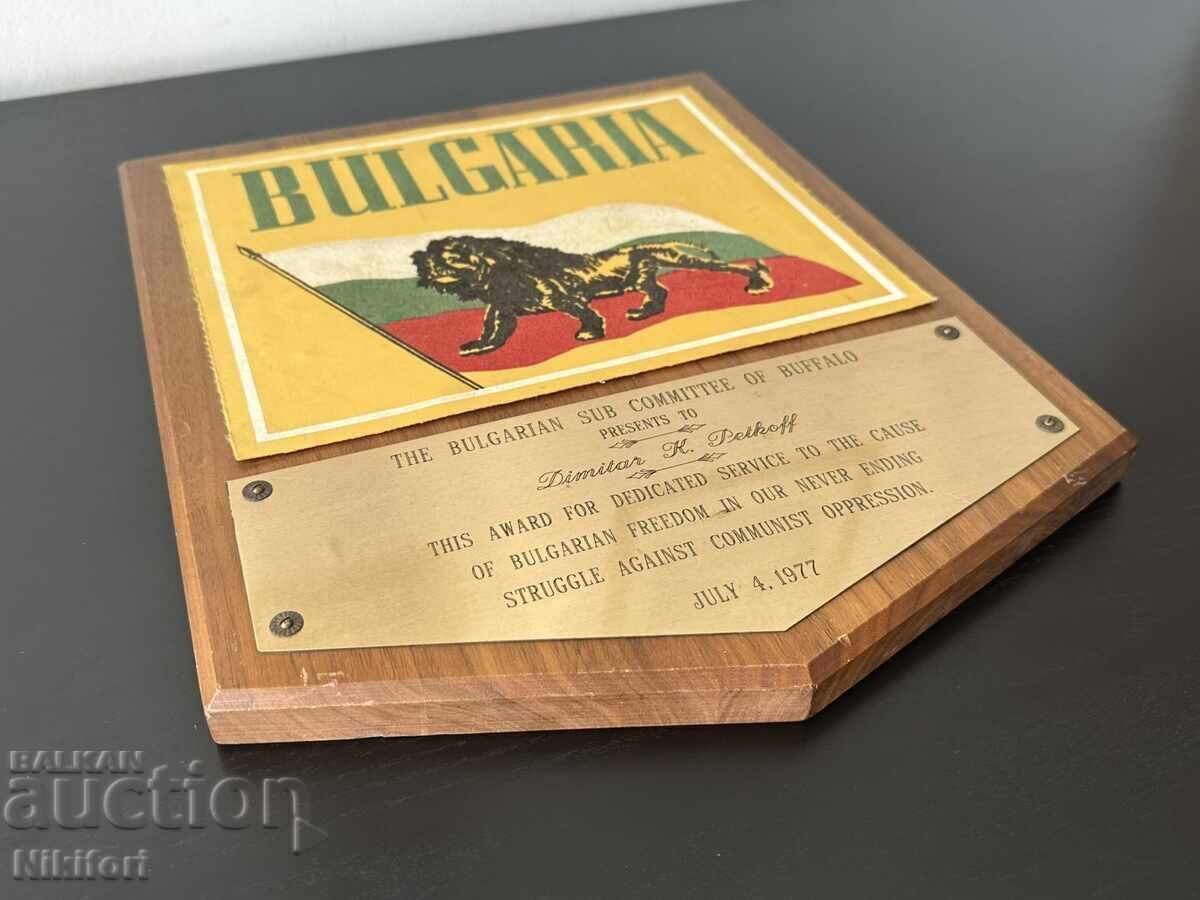 BULGARIA
THE BULGARIAN SUB COMMITTEE OF BUFFALO
PRESENTS TO
Dimitar K. Petkoff
THIS AWARD FOR DEDICATED SERVICE TO THE CAUSE
OF BULGARIAN FREEDOM IN OUR NEVER ENDING
STRUGGLE AGAINST COMMUNIST OPPRESSION.
JULY 4, 1977
BALKAN
auction
Nikifori